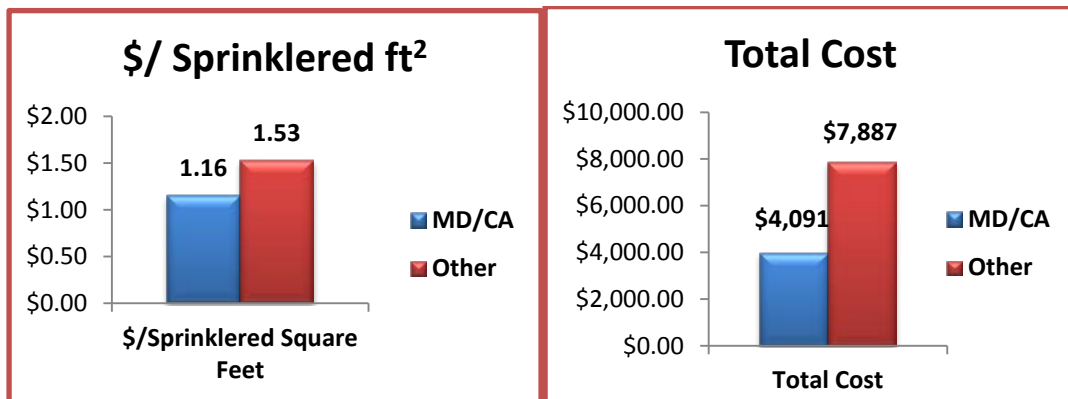 $/ Sprinklered ft²
$2.00
$1.50
$1.00
$0.50
$0.00
1.16
1.53
MD/CA
Other
$/Sprinklered Square
Feet
Total Cost
$10,000.00
$8,000.00
$6,000.00
$4,000.00
$2,000.00
$0.00
$4,091
$7,887
MD/CA
Other
Total Cost